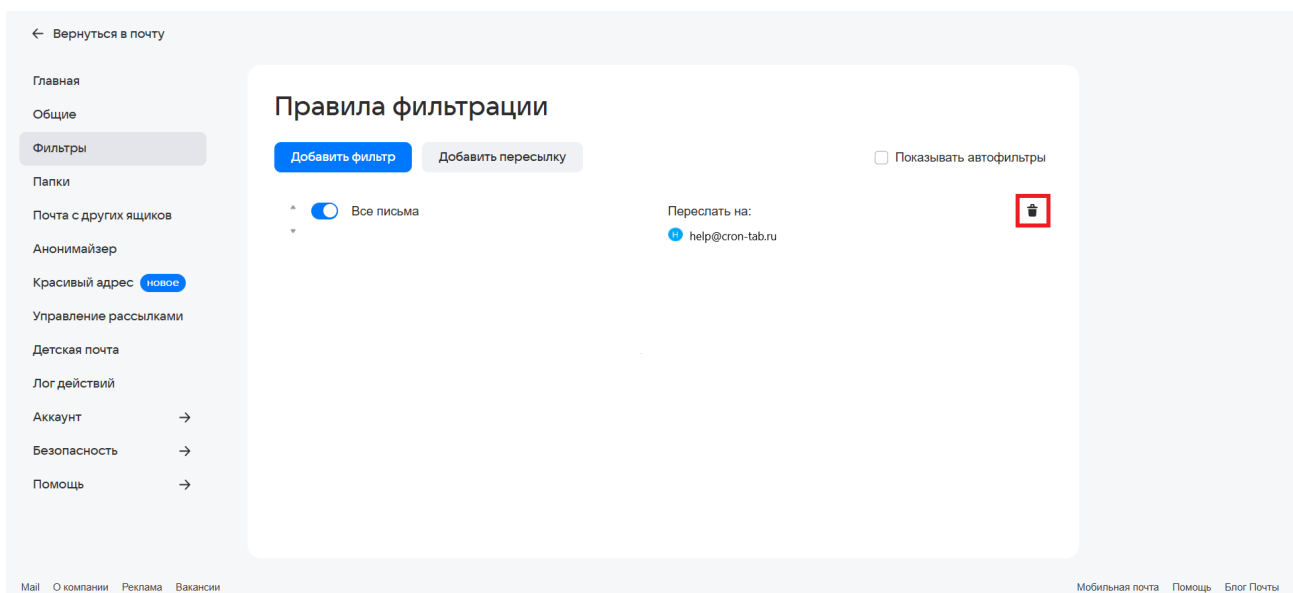 Вернуться в почту
Главная
Общие
Фильтры
Папки
Почта с других ящиков
Анонимайзер
Красивый адрес новое
Управление рассылками
Детская почта
Лог действий
Аккаунт
Безопасность
Помощь
Правила фильтрации
Добавить фильтр Добавить пересылку Показывать автофильтры
Все письма Переслать на:
H help@cron-tab.ru
Mail О компании Реклама Вакансии Мобильная почта Помощь Блог Почты